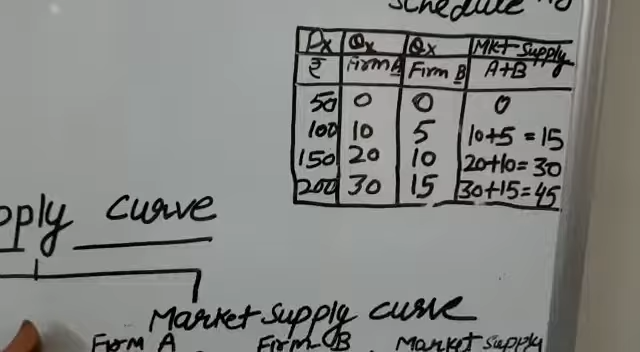 schedule
Px Qx Qx Mkt Supply
₹ Firm A Firm B A+B
50 0 0 0
100 10 5 10+5 = 15
150 20 10 20+10= 30
200 30 15 30+15= 45
pply curve
Market supply curve
Firm A Firm B Market Supply